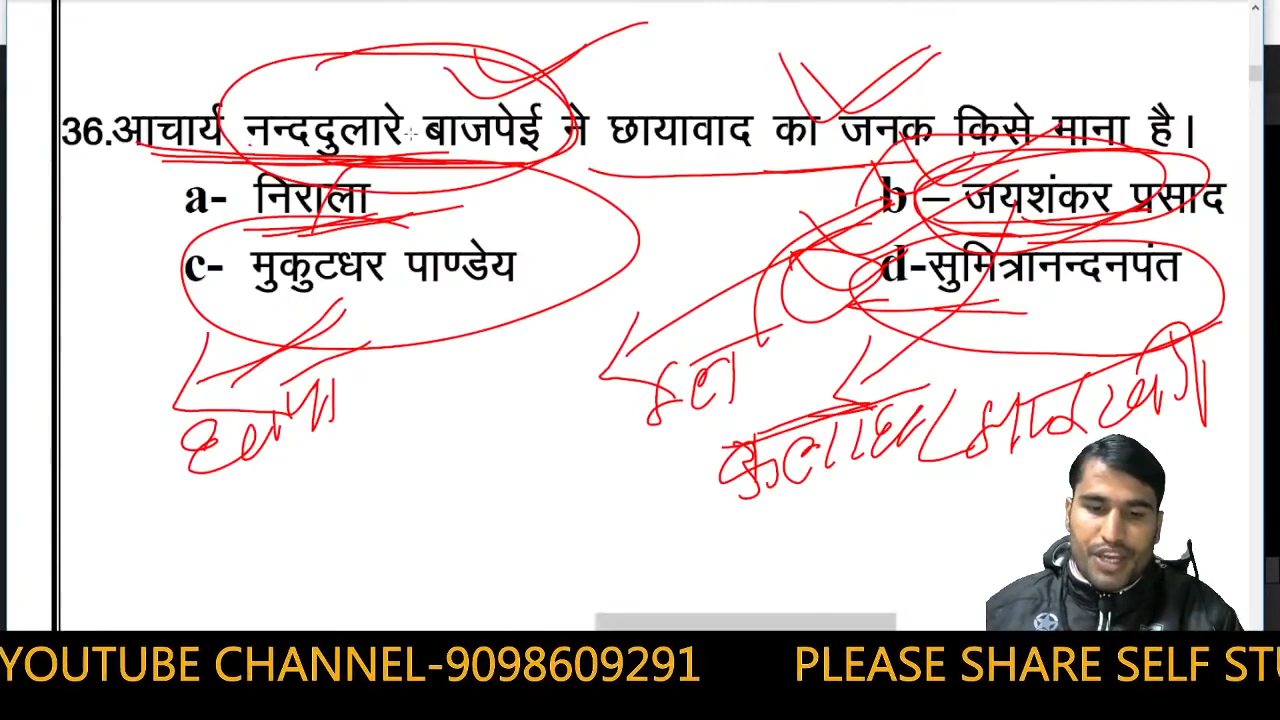 36.आचार्य नन्ददुलारे बाजपेई ने छायावाद का जनक किसे माना है।
a- निराला b – जयशंकर प्रसाद
c- मुकुटधर पाण्डेय d-सुमित्रानन्दनपंत
YOUTUBE CHANNEL-9098609291 PLEASE SHARE SELF STU